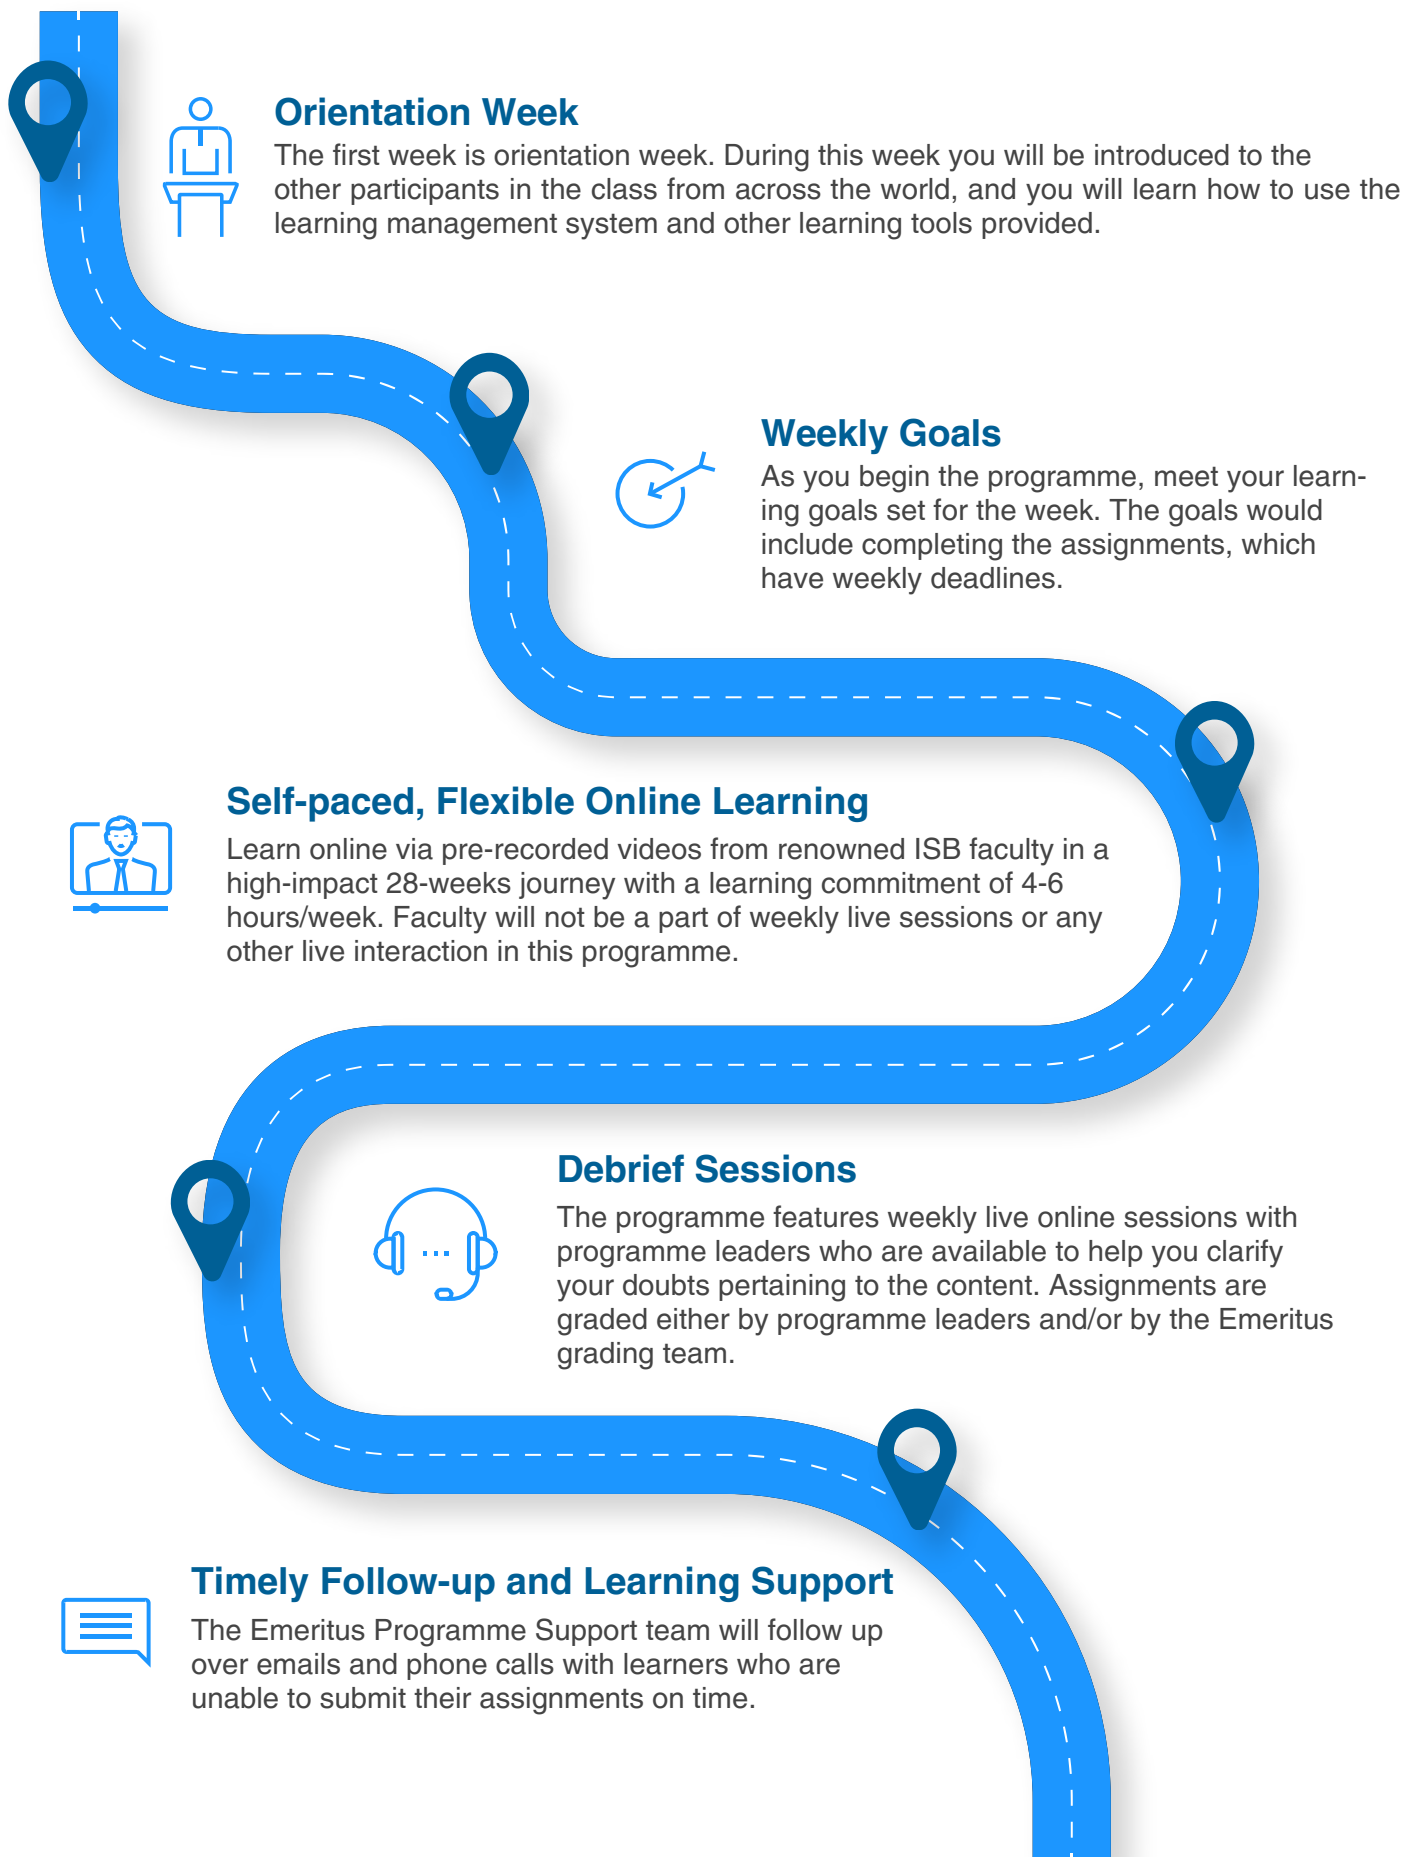 Orientation Week
The first week is orientation week. During this week you will be introduced to the
other participants in the class from across the world, and you will learn how to use the
learning management system and other learning tools provided.
Weekly Goals
As you begin the programme, meet your learn-
ing goals set for the week. The goals would
include completing the assignments, which
have weekly deadlines.
Self-paced, Flexible Online Learning
Learn online via pre-recorded videos from renowned ISB faculty in a
high-impact 28-weeks journey with a learning commitment of 4-6
hours/week. Faculty will not be a part of weekly live sessions or any
other live interaction in this programme.
Debrief Sessions
The programme features weekly live online sessions with
programme leaders who are available to help you clarify
your doubts pertaining to the content. Assignments are
graded either by programme leaders and/or by the Emeritus
grading team.
Timely Follow-up and Learning Support
The Emeritus Programme Support team will follow up
over emails and phone calls with learners who are
unable to submit their assignments on time.